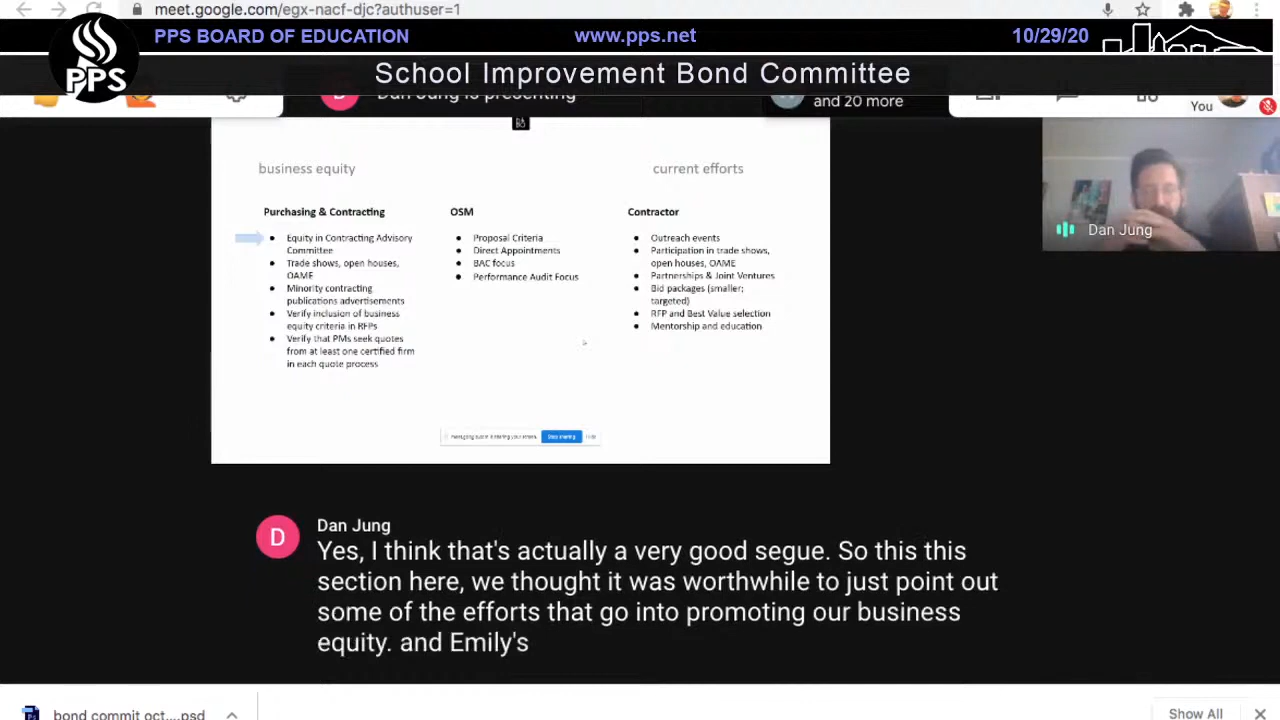 meet.google.com/egx-nacf-djc?authuser=1
PPS BOARD OF EDUCATION
www.pps.net
10/29/20
PPS
School Improvement Bond Committee
Dan Jung is presenting
and 20 more
You
business equity
current efforts
Purchasing & Contracting
● Equity in Contracting Advisory
Committee
● Trade shows, open houses,
OAME
● Minority contracting
publications advertisements
● Verify inclusion of business
equity criteria in RFPs
● Verify that PMs seek quotes
from at least one certified firm
in each quote process
OSM
● Proposal Criteria
● Direct Appointments
● BAC focus
● Performance Audit Focus
Contractor
● Outreach events
● Participation in trade shows,
open houses, OAME
● Partnerships & Joint Ventures
● Bid packages (smaller;
targeted)
● RFP and Best Value selection
● Mentorship and education
Dan Jung
Stop sharing
D
Dan Jung
Yes, I think that's actually a very good segue. So this this
section here, we thought it was worthwhile to just point out
some of the efforts that go into promoting our business
equity. and Emily's
bond commit oct....psd
Show All